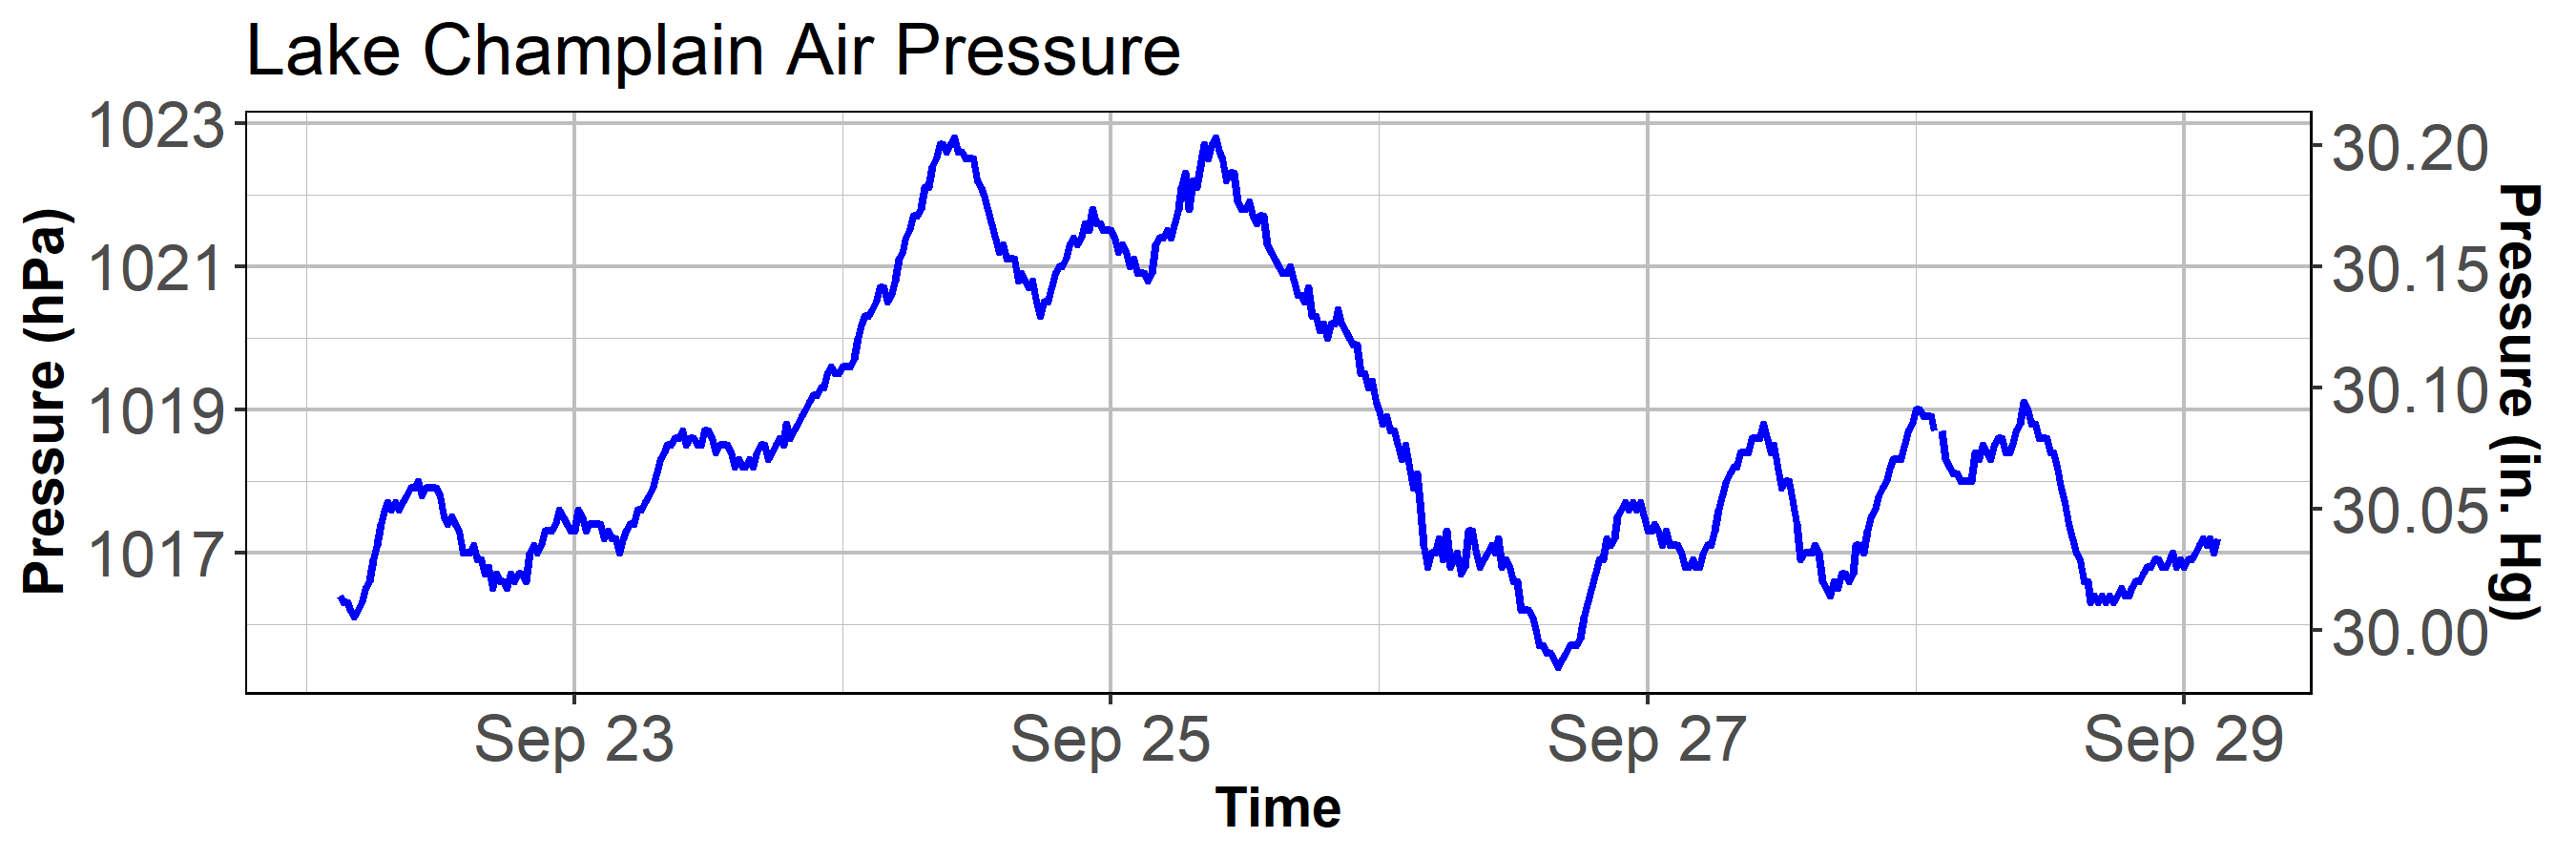 Lake Champlain Air Pressure
Pressure (hPa)
1023
1021
1019
1017
30.20
30.15
30.10
30.05
30.00
Pressure (in. Hg)
Sep 23 Sep 25 Sep 27 Sep 29
Time